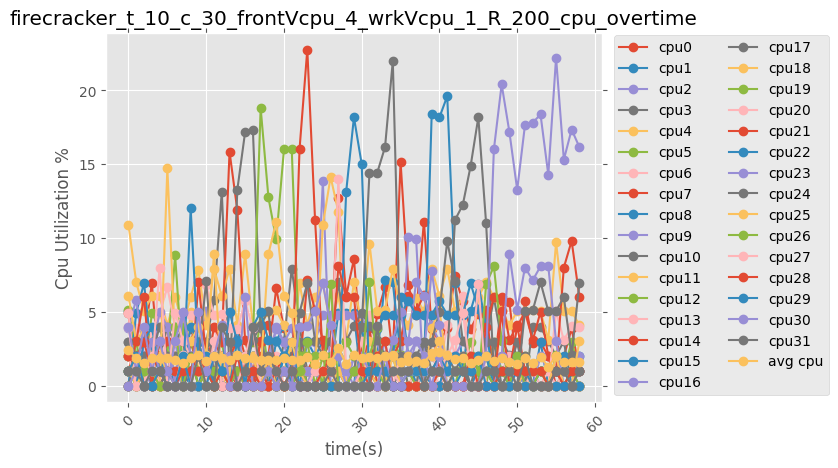 firecracker_t_10_c_30_frontVcpu_4_wrkVcpu_1_R_200_cpu_overtime
Cpu Utilization %
20
15
10
5
0
0
10
20
30
40
50
60
time(s)
cpu0
cpu1
cpu2
cpu3
cpu4
cpu5
cpu6
cpu7
cpu8
cpu9
cpu10
cpu11
cpu12
cpu13
cpu14
cpu15
cpu16
cpu17
cpu18
cpu19
cpu20
cpu21
cpu22
cpu23
cpu24
cpu25
cpu26
cpu27
cpu28
cpu29
cpu30
cpu31
avg cpu